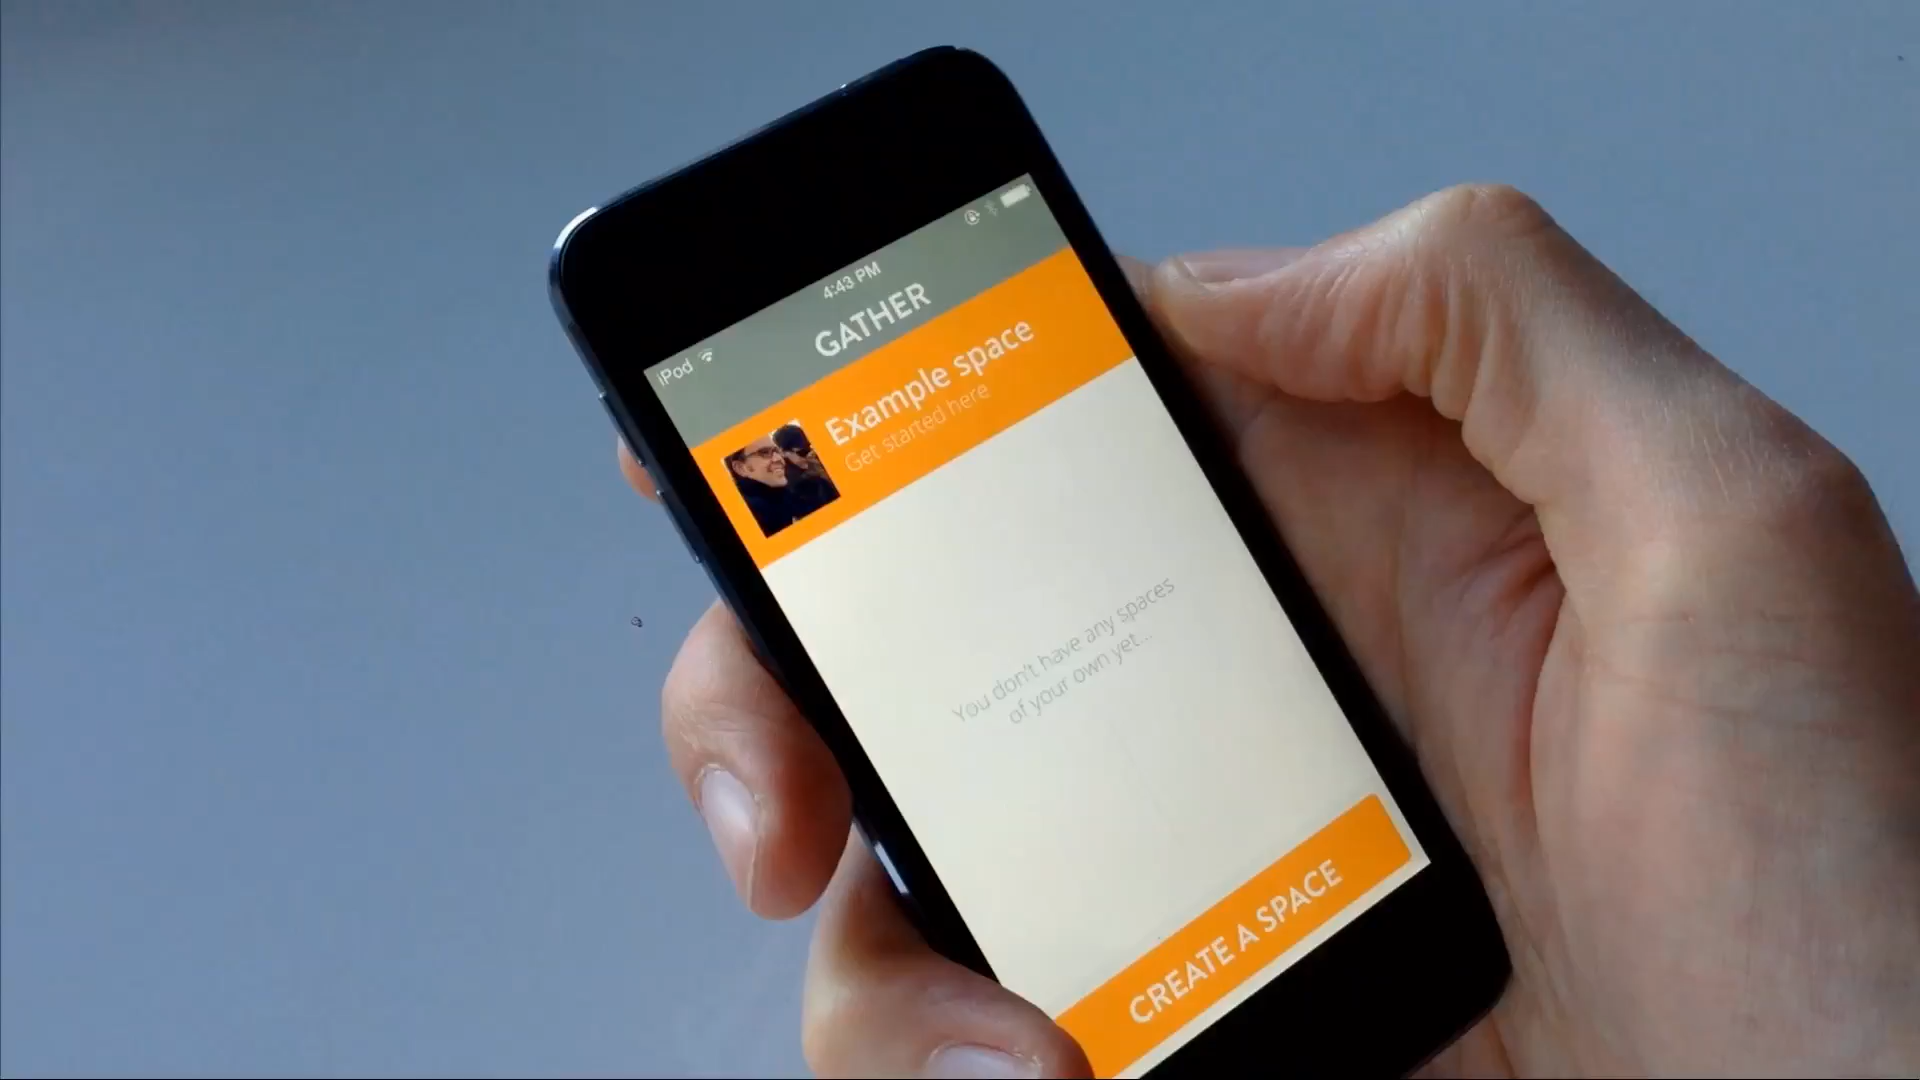 iPod
4:43 PM
GATHER
Example space
Get started here
You don't have any spaces
of your own yet...
CREATE A SPACE